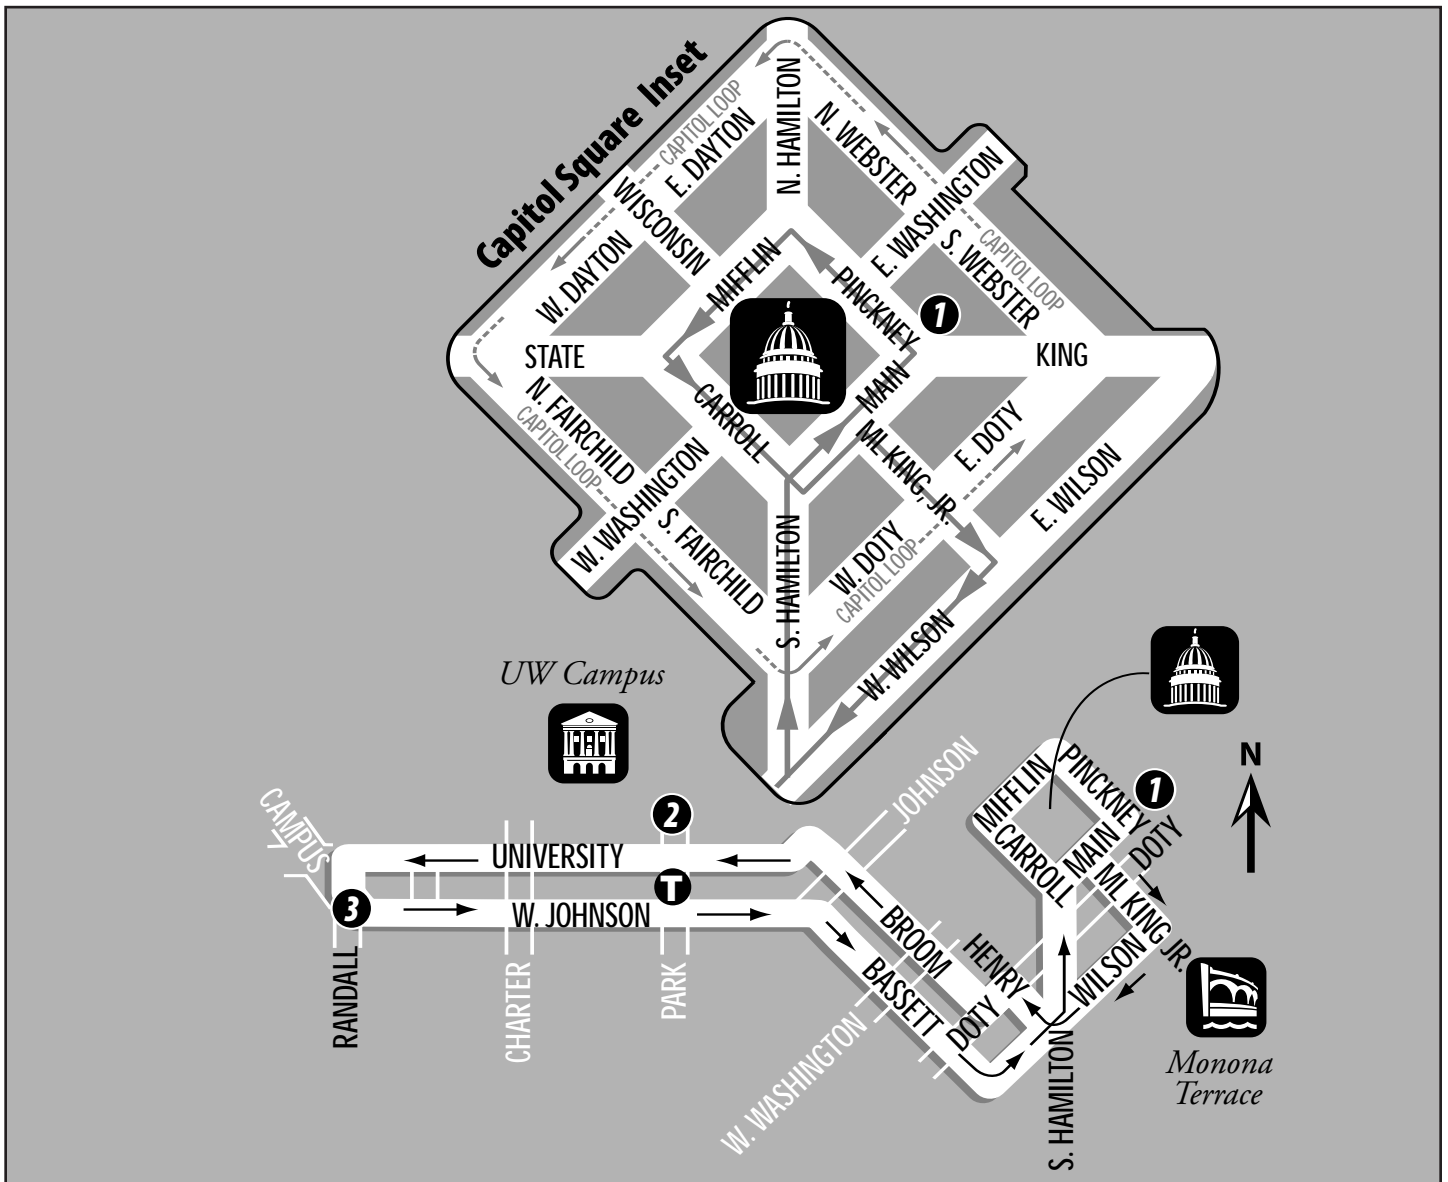 Capitol Square Inset
CAPITOL LOOP
E. DAYTON
N. HAMILTON
N. WEBSTER
WISCONSIN
E. WASHINGTON
W. DAYTON
MIFFLIN
PINCKNEY
S. WEBSTER
CAPITOL LOOP
1
STATE
KING
N. FAIRCHILD
CAPITOL LOOP
CARROLL
MAIN
ML KING, JR.
E. DOTY
W. WASHINGTON
S. FAIRCHILD
S. HAMILTON
W. DOTY
CAPITOL LOOP
E. WILSON
W. WILSON
UW Campus
JOHNSON
N
CAMPUS
2
UNIVERSITY
T
3
W. JOHNSON
RANDALL
CHARTER
PARK
BROOM
BASSETT
W. WASHINGTON
HENRY
DOTY
MIFFLIN
PINCKNEY
1
CARROLL
MAIN
DOTY
ML KING JR.
WILSON
S. HAMILTON
Monona
Terrace